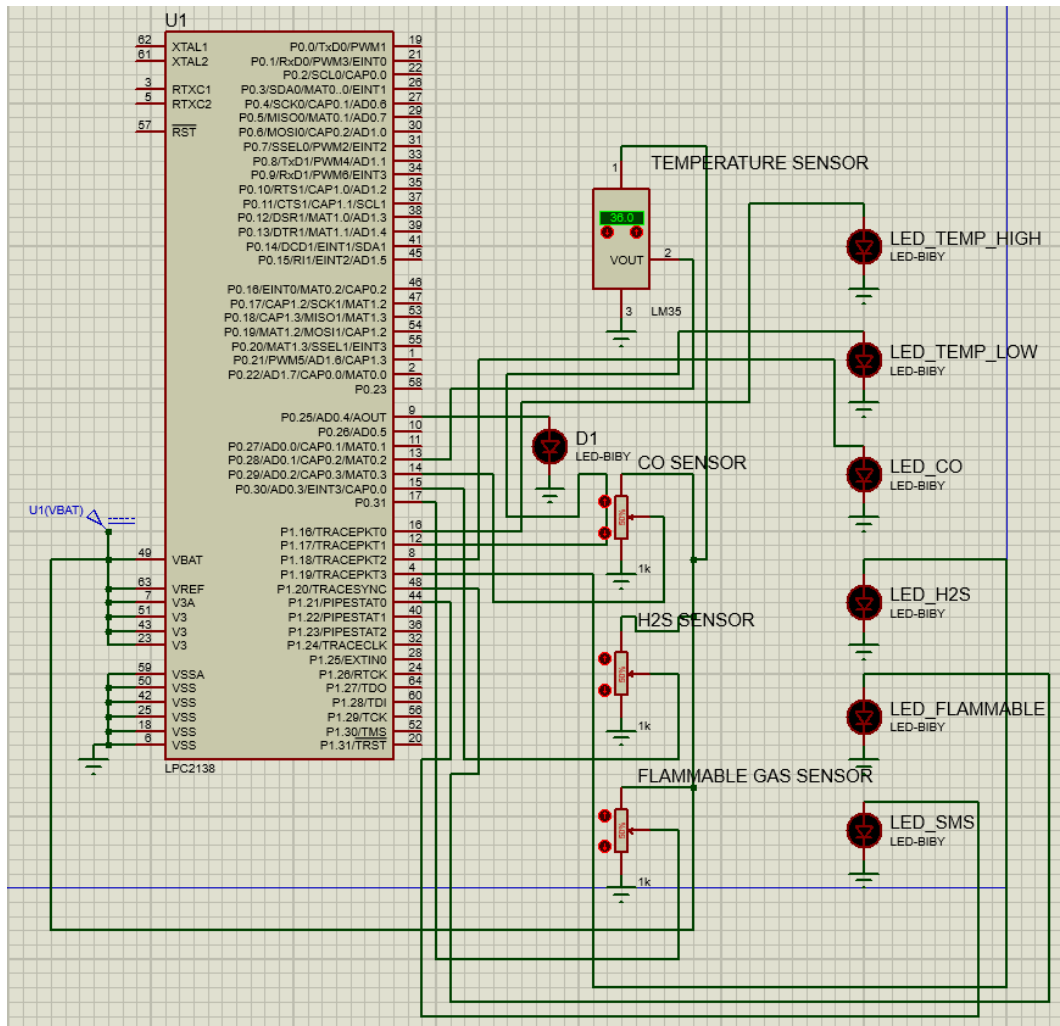 U1
62 XTAL1
61 XTAL2
3 RTXC1
5 RTXC2
57 RST
P0.0/TxD0/PWM1 19
P0.1/RxD0/PWM3/EINT0 21
P0.2/SCL0/CAP0.0 22
P0.3/SDA0/MAT0..0/EINT1 26
P0.4/SCK0/CAP0.1/AD0.6 27
P0.5/MISO0/MAT0.1/AD0.7 29
P0.6/MOSI0/CAP0.2/AD1.0 30
P0.7/SSEL0/PWM2/EINT2 31
P0.8/TxD1/PWM4/AD1.1 33
P0.9/RxD1/PWM6/EINT3 34
P0.10/RTS1/CAP1.0/AD1.2 35
P0.11/CTS1/CAP1.1/SCL1 37
P0.12/DSR1/MAT1.0/AD1.3 38
P0.13/DTR1/MAT1.1/AD1.4 39
P0.14/DCD1/EINT1/SDA1 41
P0.15/RI1/EINT2/AD1.5 45
P0.16/EINT0/MAT0.2/CAP0.2 46
P0.17/CAP1.2/SCK1/MAT1.2 47
P0.18/CAP1.3/MISO1/MAT1.3 53
P0.19/MAT1.2/MOSI1/CAP1.2 54
P0.20/MAT1.3/SSEL1/EINT3 55
P0.21/PWM5/AD1.6/CAP1.3 1
P0.22/AD1.7/CAP0.0/MAT0.0 2
P0.23 58
P0.25/AD0.4/AOUT 9
P0.26/AD0.5 10
P0.27/AD0.0/CAP0.1/MAT0.1 11
P0.28/AD0.1/CAP0.2/MAT0.2 13
P0.29/AD0.2/CAP0.3/MAT0.3 14
P0.30/AD0.3/EINT3/CAP0.0 15
P0.31 17
P1.16/TRACEPKT0 16
P1.17/TRACEPKT1 12
P1.18/TRACEPKT2 8
P1.19/TRACEPKT3 4
P1.20/TRACESYNC 48
P1.21/PIPESTAT0 44
P1.22/PIPESTAT1 40
P1.23/PIPESTAT2 36
P1.24/TRACECLK 32
P1.25/EXTIN0 28
P1.26/RTCK 24
P1.27/TDO 64
P1.28/TDI 60
P1.29/TCK 56
P1.30/TMS 52
P1.31/TRST 20
U1(VBAT)
49 VBAT
63 VREF
7 V3A
51 V3
43 V3
23 V3
59 VSSA
50 VSS
42 VSS
25 VSS
18 VSS
6 VSS
LPC2138
TEMPERATURE SENSOR
1
36.0
VOUT 2
3 LM35
D1
LED-BIBY
CO SENSOR
50%
1k
H2S SENSOR
50%
1k
FLAMMABLE GAS SENSOR
50%
1k
LED_TEMP_HIGH
LED-BIBY
LED_TEMP_LOW
LED-BIBY
LED_CO
LED-BIBY
LED_H2S
LED-BIBY
LED_FLAMMABLE
LED-BIBY
LED_SMS
LED-BIBY